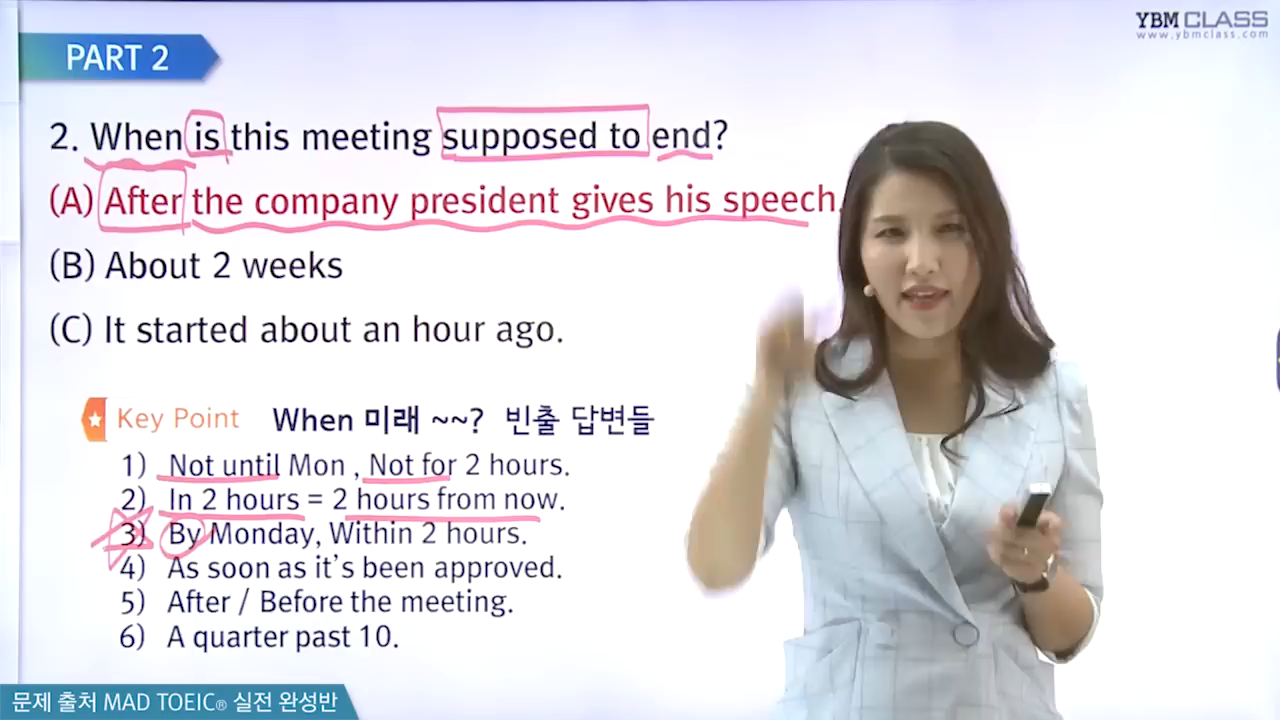 YBM CLASS
www.ybmclass.com
PART 2
2. When is this meeting supposed to end?
(A) After the company president gives his speech.
(B) About 2 weeks
(C) It started about an hour ago.
Key Point When 미래 ~~? 빈출 답변들
1) Not until Mon , Not for 2 hours.
2) In 2 hours = 2 hours from now.
3) By Monday, Within 2 hours.
4) As soon as it's been approved.
5) After / Before the meeting.
6) A quarter past 10.
문제 출처 MAD TOEIC® 실전 완성반